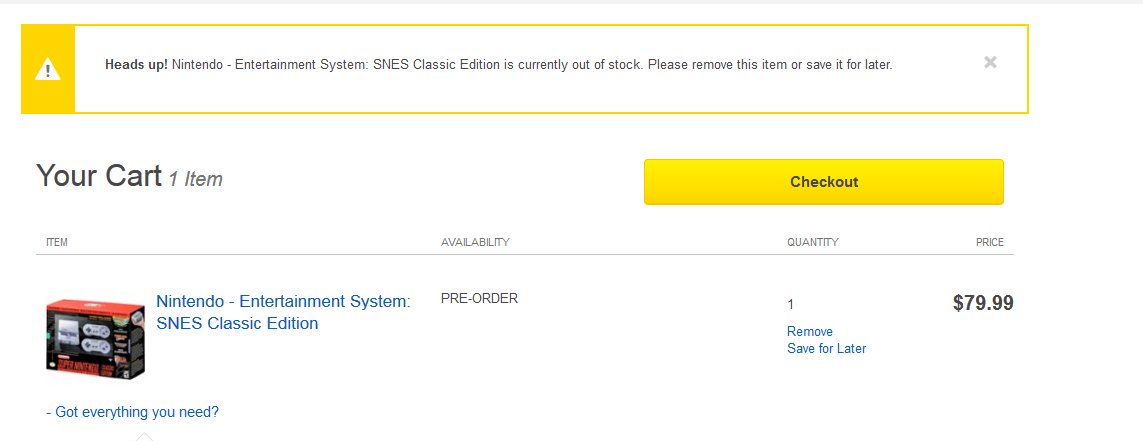 Heads up! Nintendo - Entertainment System: SNES Classic Edition is currently out of stock. Please remove this item or save it for later.
Your Cart 1 Item
Checkout
ITEM AVAILABILITY QUANTITY PRICE
Nintendo - Entertainment System: PRE-ORDER 1 $79.99
SNES Classic Edition
Remove
Save for Later
SUPER NINTENDO
- Got everything you need?